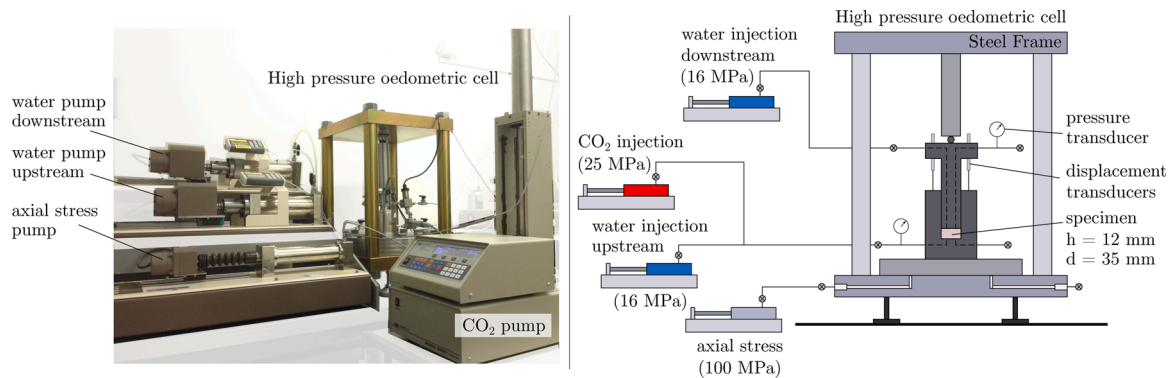 High pressure oedometric cell
water pump
downstream
water pump
upstream
axial stress
pump
CO₂ pump
High pressure oedometric cell
Steel Frame
water injection
downstream
(16 MPa)
CO₂ injection
(25 MPa)
water injection
upstream
(16 MPa)
axial stress
(100 MPa)
pressure
transducer
displacement
transducers
specimen
h = 12 mm
d = 35 mm